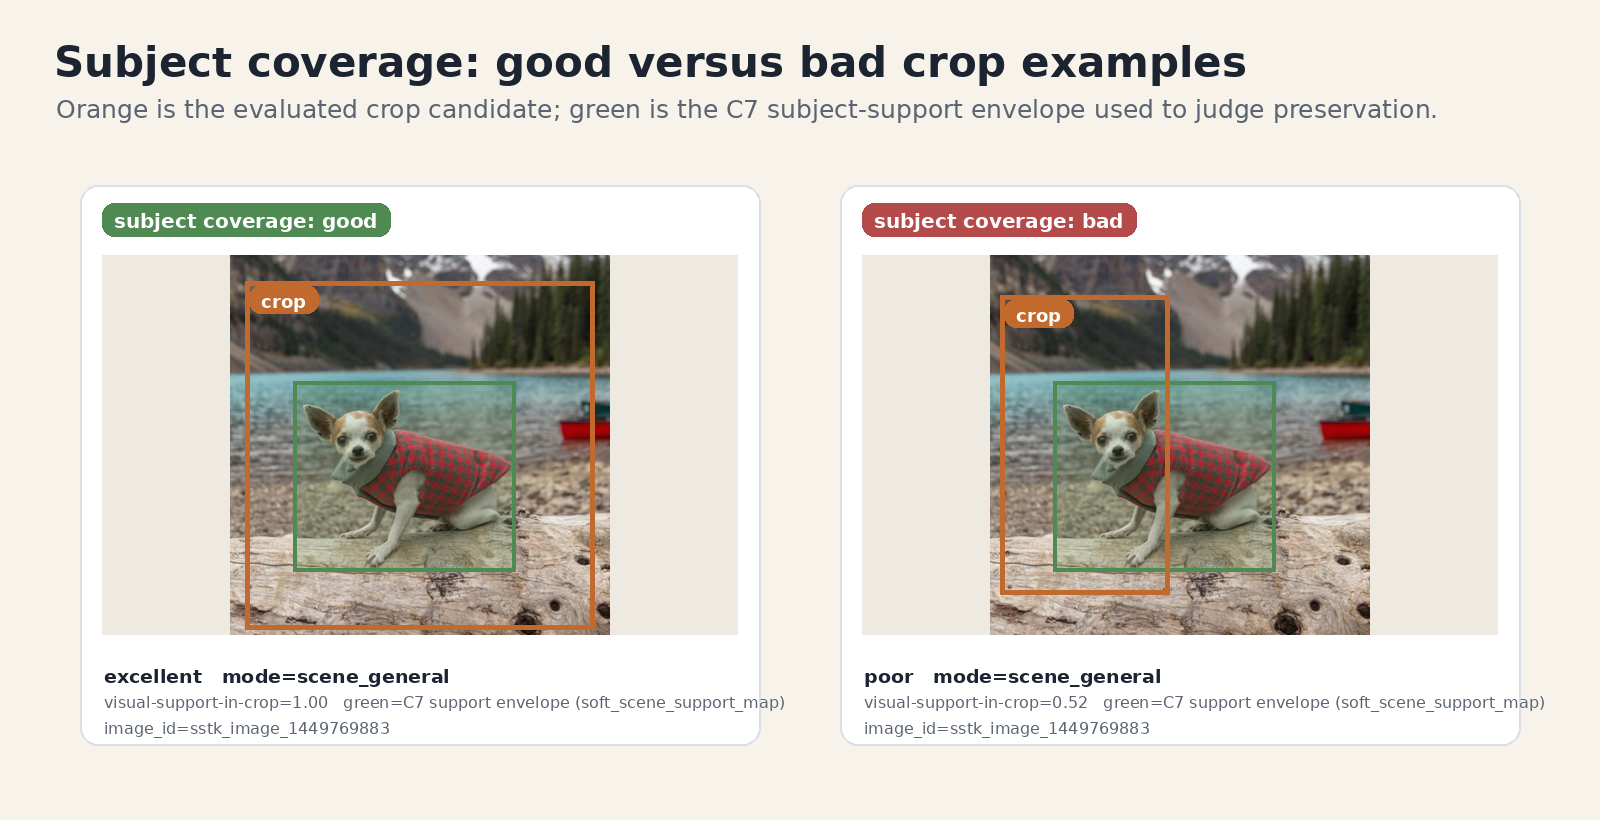 Subject coverage: good versus bad crop examples
Orange is the evaluated crop candidate; green is the C7 subject-support envelope used to judge preservation.
subject coverage: good
crop
excellent   mode=scene_general
visual-support-in-crop=1.00   green=C7 support envelope (soft_scene_support_map)
image_id=sstk_image_1449769883
subject coverage: bad
crop
poor   mode=scene_general
visual-support-in-crop=0.52   green=C7 support envelope (soft_scene_support_map)
image_id=sstk_image_1449769883